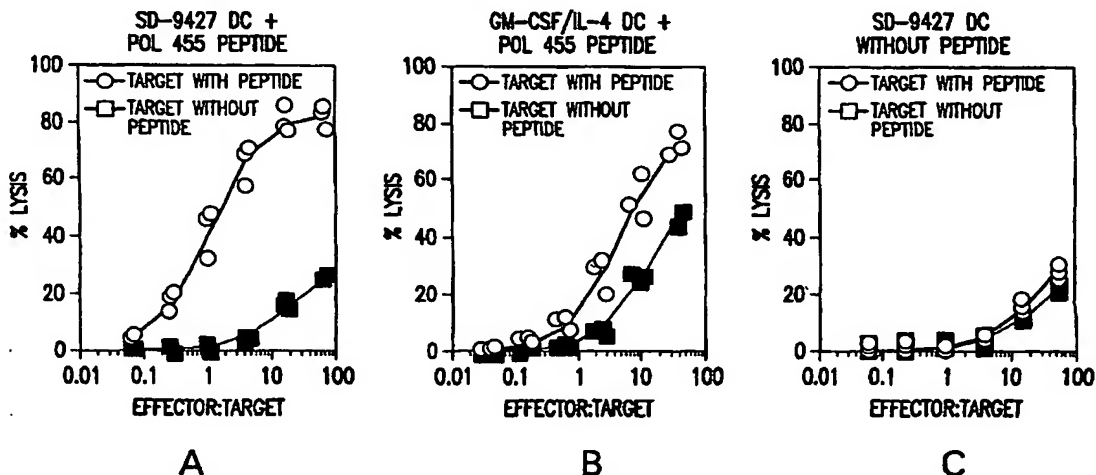 SD-9427 DC +
POL 455 PEPTIDE
100
80
60
40
20
0
% LYSIS
TARGET WITH PEPTIDE
TARGET WITHOUT
PEPTIDE
0.01 0.1 1 10 100
EFFECTOR:TARGET
A
GM-CSF/IL-4 DC +
POL 455 PEPTIDE
100
80
60
40
20
0
% LYSIS
TARGET WITH PEPTIDE
TARGET WITHOUT
PEPTIDE
0.01 0.1 1 10 100
EFFECTOR:TARGET
B
SD-9427 DC
WITHOUT PEPTIDE
100
80
60
40
20
0
% LYSIS
TARGET WITH PEPTIDE
TARGET WITHOUT
PEPTIDE
0.01 0.1 1 10 100
EFFECTOR:TARGET
C